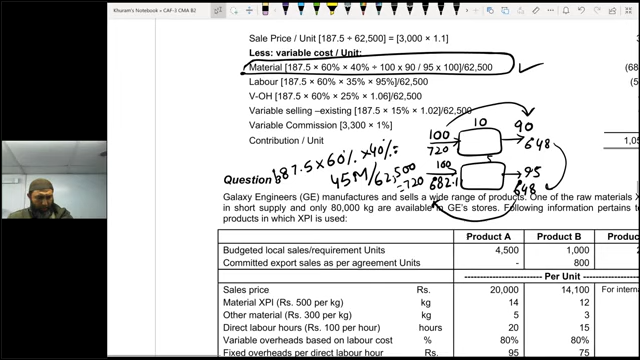 Khuram's Notebook » CAF-3 CMA B2
Sale Price / Unit [187.5 ÷ 62,500] = [3,000 × 1.1]
Less: variable cost / Unit:
Material [187.5 × 60% × 40% ÷ 100 x 90 / 95 x 100]/62,500
(68
Labour [187.5 × 60% × 35% × 95%]/62,500
(5
V-OH [187.5 × 60% × 25% × 1.06]/62,500
Variable selling –existing [187.5 × 15% × 1.02]/62,500
Variable Commission [3,300 × 1%]
Contribution / Unit
1,05
10
100
90
720
648
187.5 × 60% × 40% =
45M/62,500
=720
100
95
682.1
648
Question
Galaxy Engineers (GE) manufactures and sells a wide range of products. One of the raw materials X
in short supply and only 80,000 kg are available in GE's stores. Following information pertains to
products in which XPI is used:
Product A Product B Pr
Budgeted local sales/requirement Units 4,500 1,000 2
Committed export sales as per agreement Units - 800
Per Unit
Sales price Rs. 20,000 14,100 For intern
Material XPI (Rs. 500 per kg) kg 14 12
Other material (Rs. 300 per kg) kg 5 3
Direct labour hours (Rs. 100 per hour) hours 20 15
Variable overheads based on labour cost % 80% 80%
Fixed overheads per direct labour hour Rs. 95 75